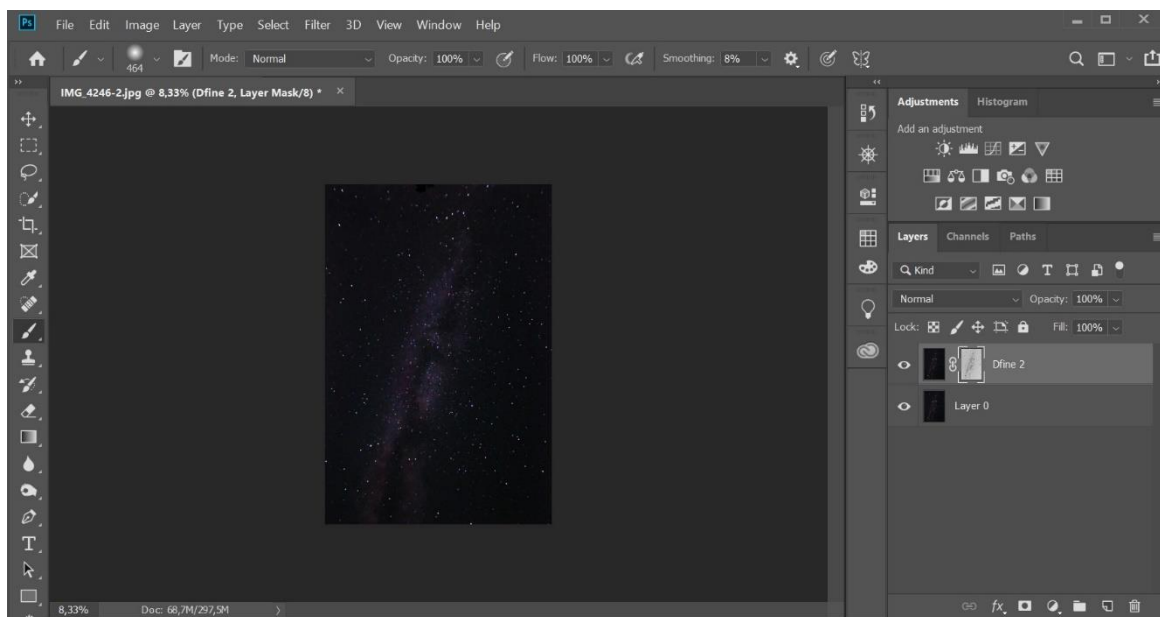 Ps File Edit Image Layer Type Select Filter 3D View Window Help
464 Mode: Normal Opacity: 100% Flow: 100% Smoothing: 8%
IMG_4246-2.jpg @ 8,33% (Dfine 2, Layer Mask/8) * ×
Adjustments Histogram
Add an adjustment
Layers Channels Paths
Kind
Normal Opacity: 100%
Lock: Fill: 100%
Dfine 2
Layer 0
8,33% Doc: 68,7M/297,5M